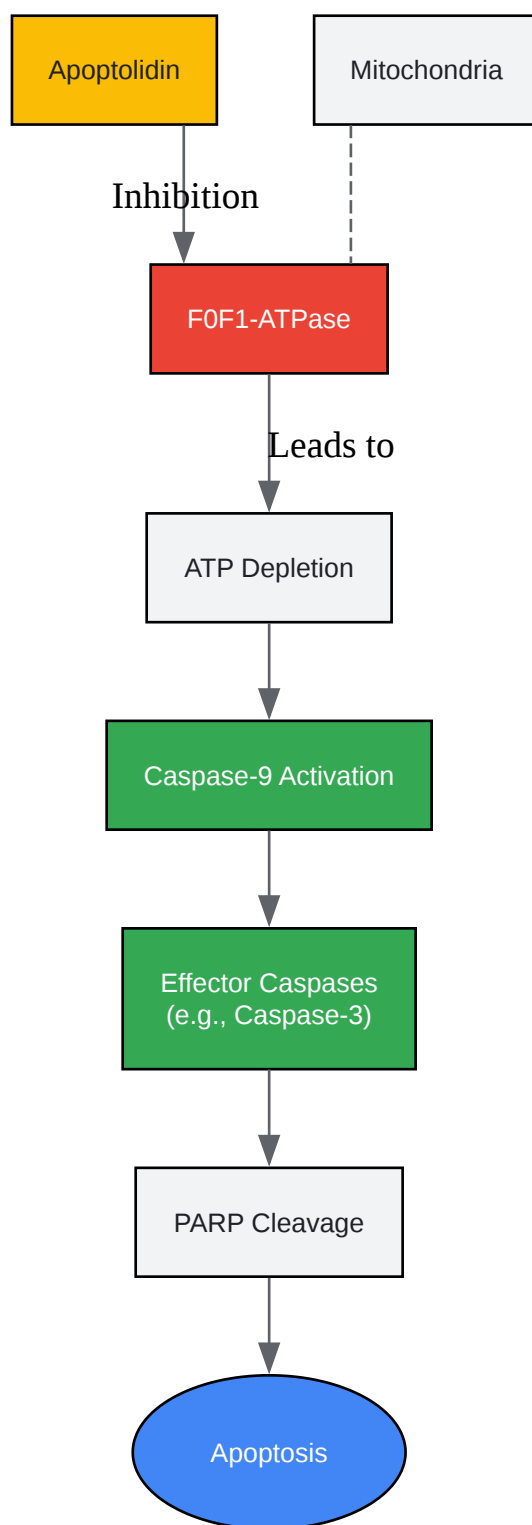 Apoptolidin
Mitochondria
Inhibition
F0F1-ATPase
Leads to
ATP Depletion
Caspase-9 Activation
Effector Caspases
(e.g., Caspase-3)
PARP Cleavage
Apoptosis